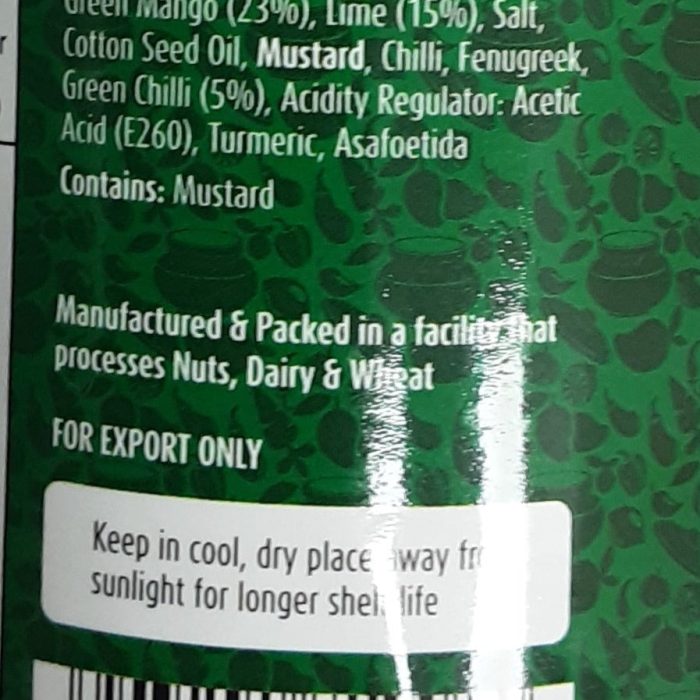 Green Mango (23%), Lime (15%), Salt,
Cotton Seed Oil, Mustard, Chilli, Fenugreek,
Green Chilli (5%), Acidity Regulator: Acetic
Acid (E260), Turmeric, Asafoetida
Contains: Mustard
Manufactured & Packed in a facility that
processes Nuts, Dairy & Wheat
FOR EXPORT ONLY
Keep in cool, dry place away
sunlight for longer shelf life